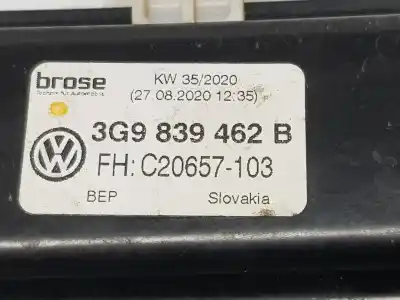 brose
KW 35/2020
(27.08.2020 12:35)
3G9 839 462 B
FH: C20657-103
BEP Slovakia